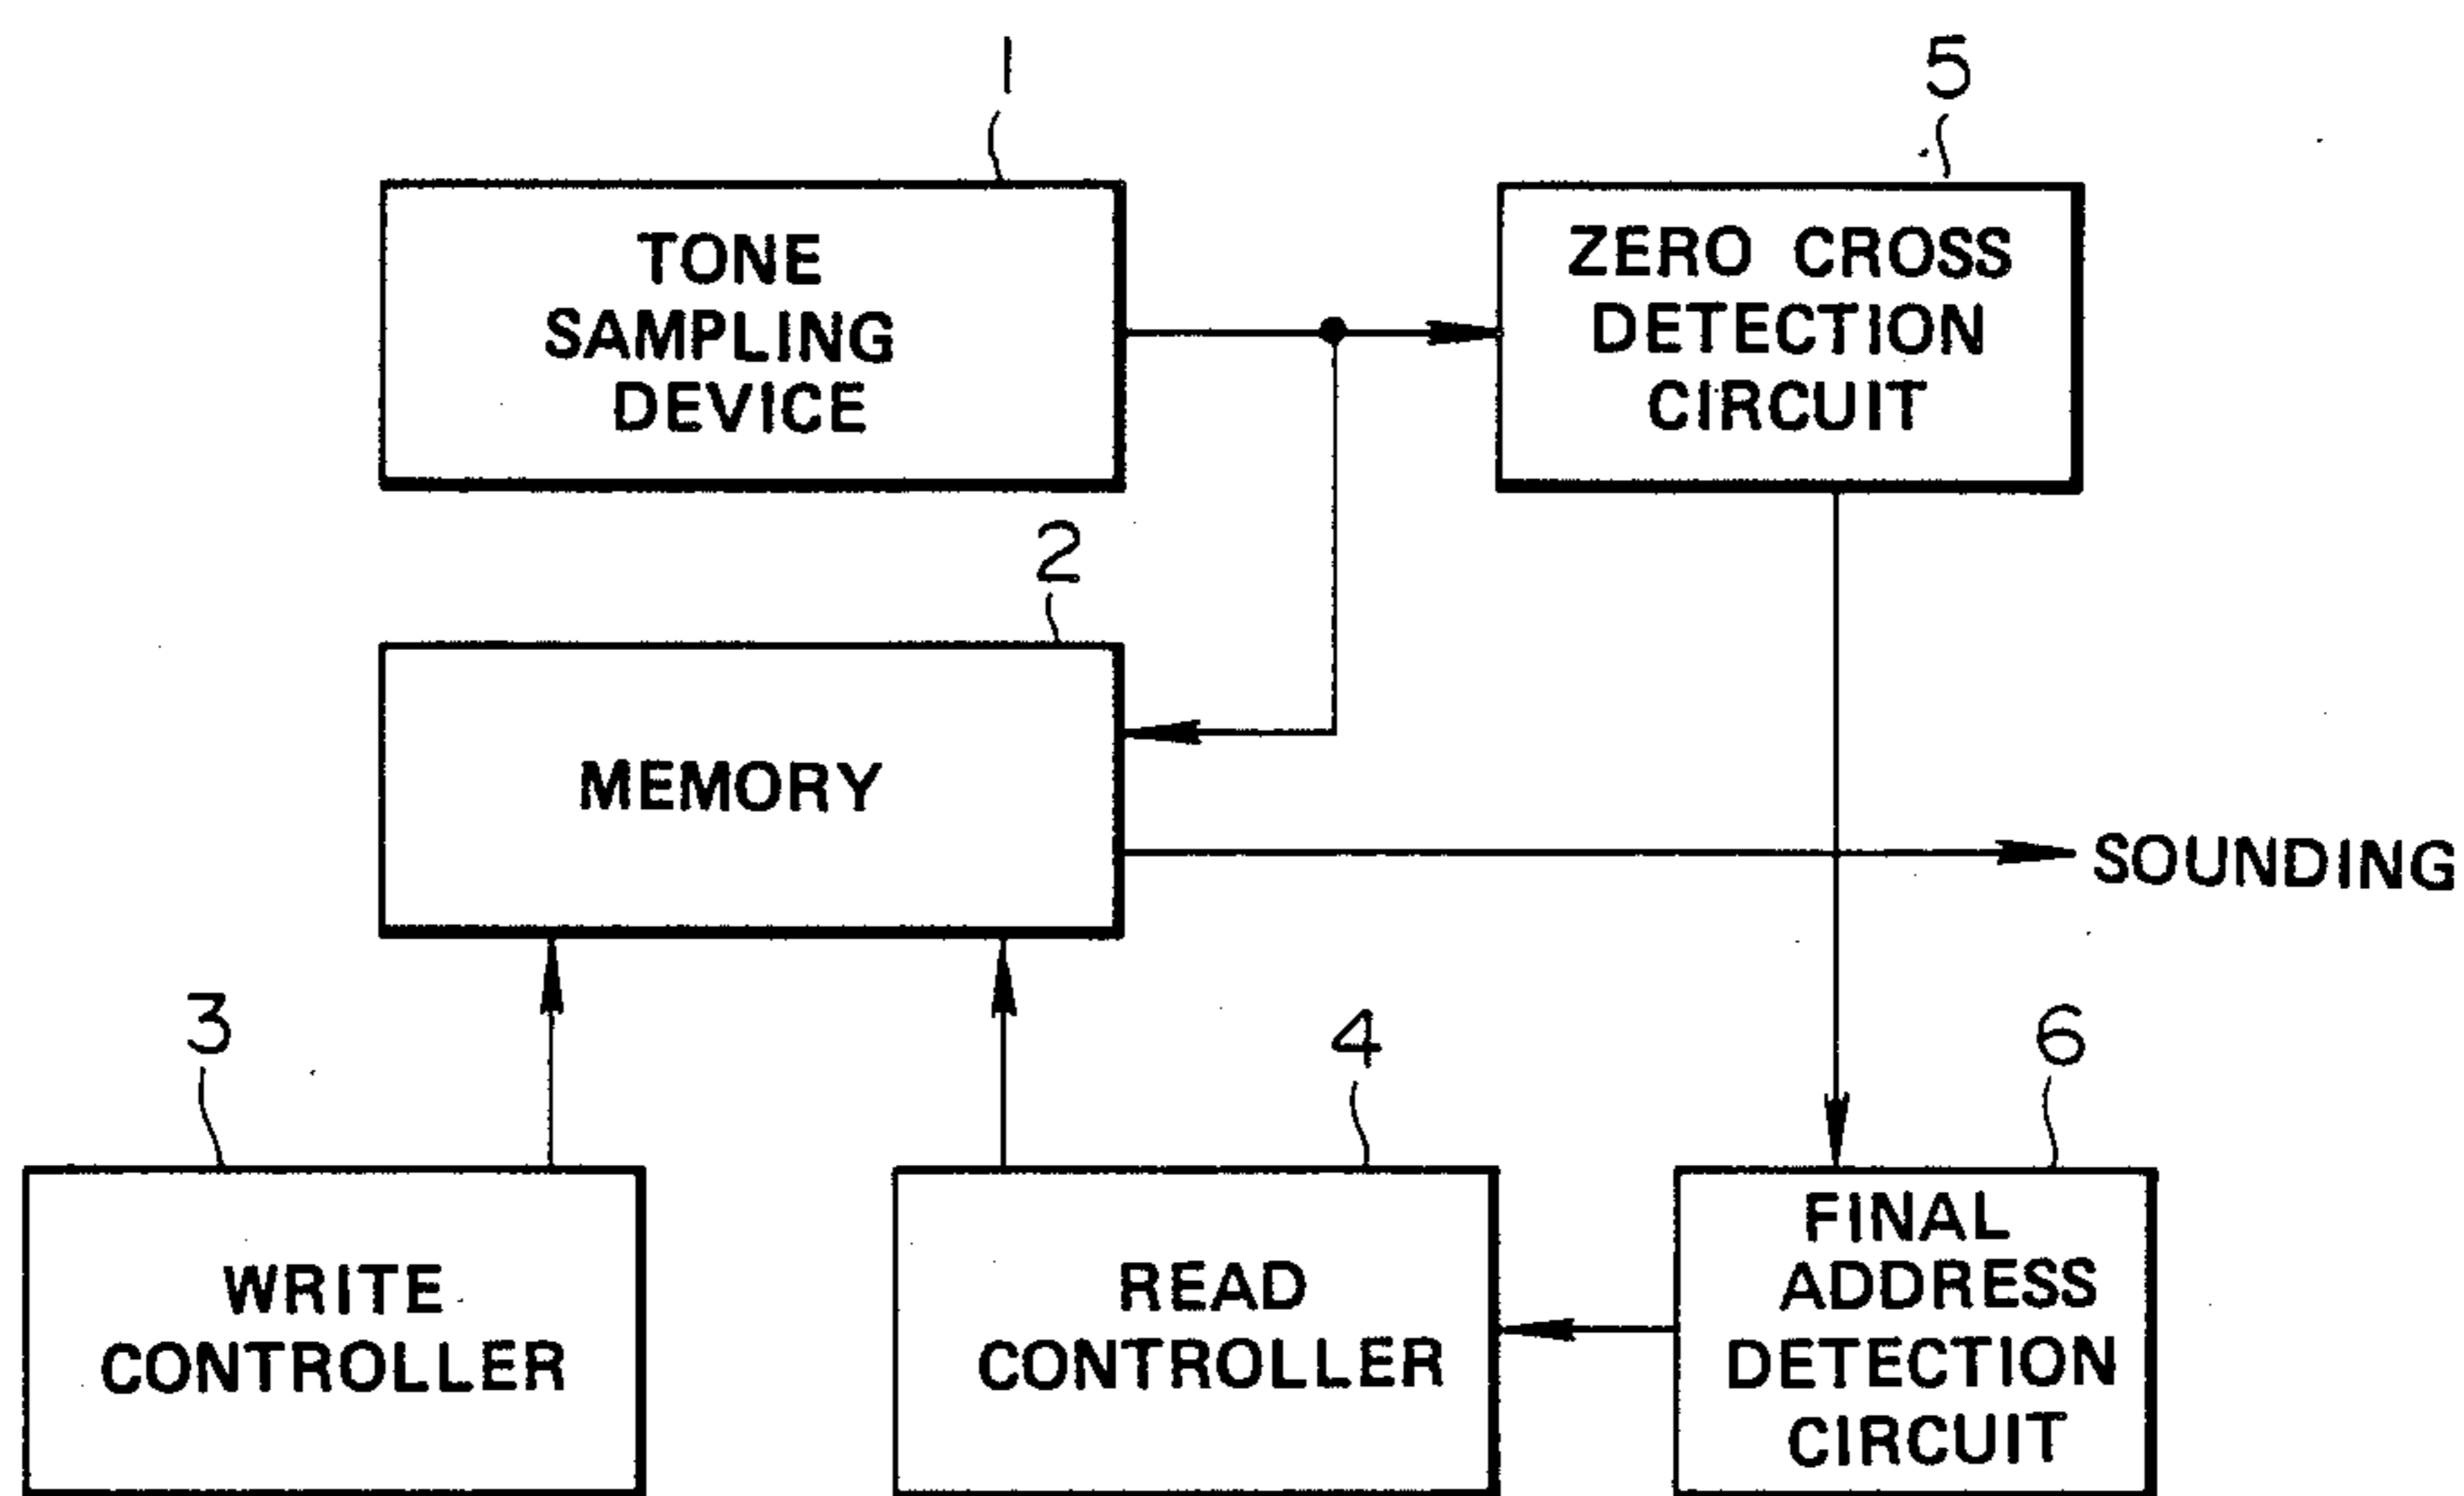 1
5
TONE
SAMPLING
DEVICE
ZERO CROSS
DETECTION
CIRCUIT
2
MEMORY
SOUNDING
3
4
6
WRITE
CONTROLLER
READ
CONTROLLER
FINAL
ADDRESS
DETECTION
CIRCUIT